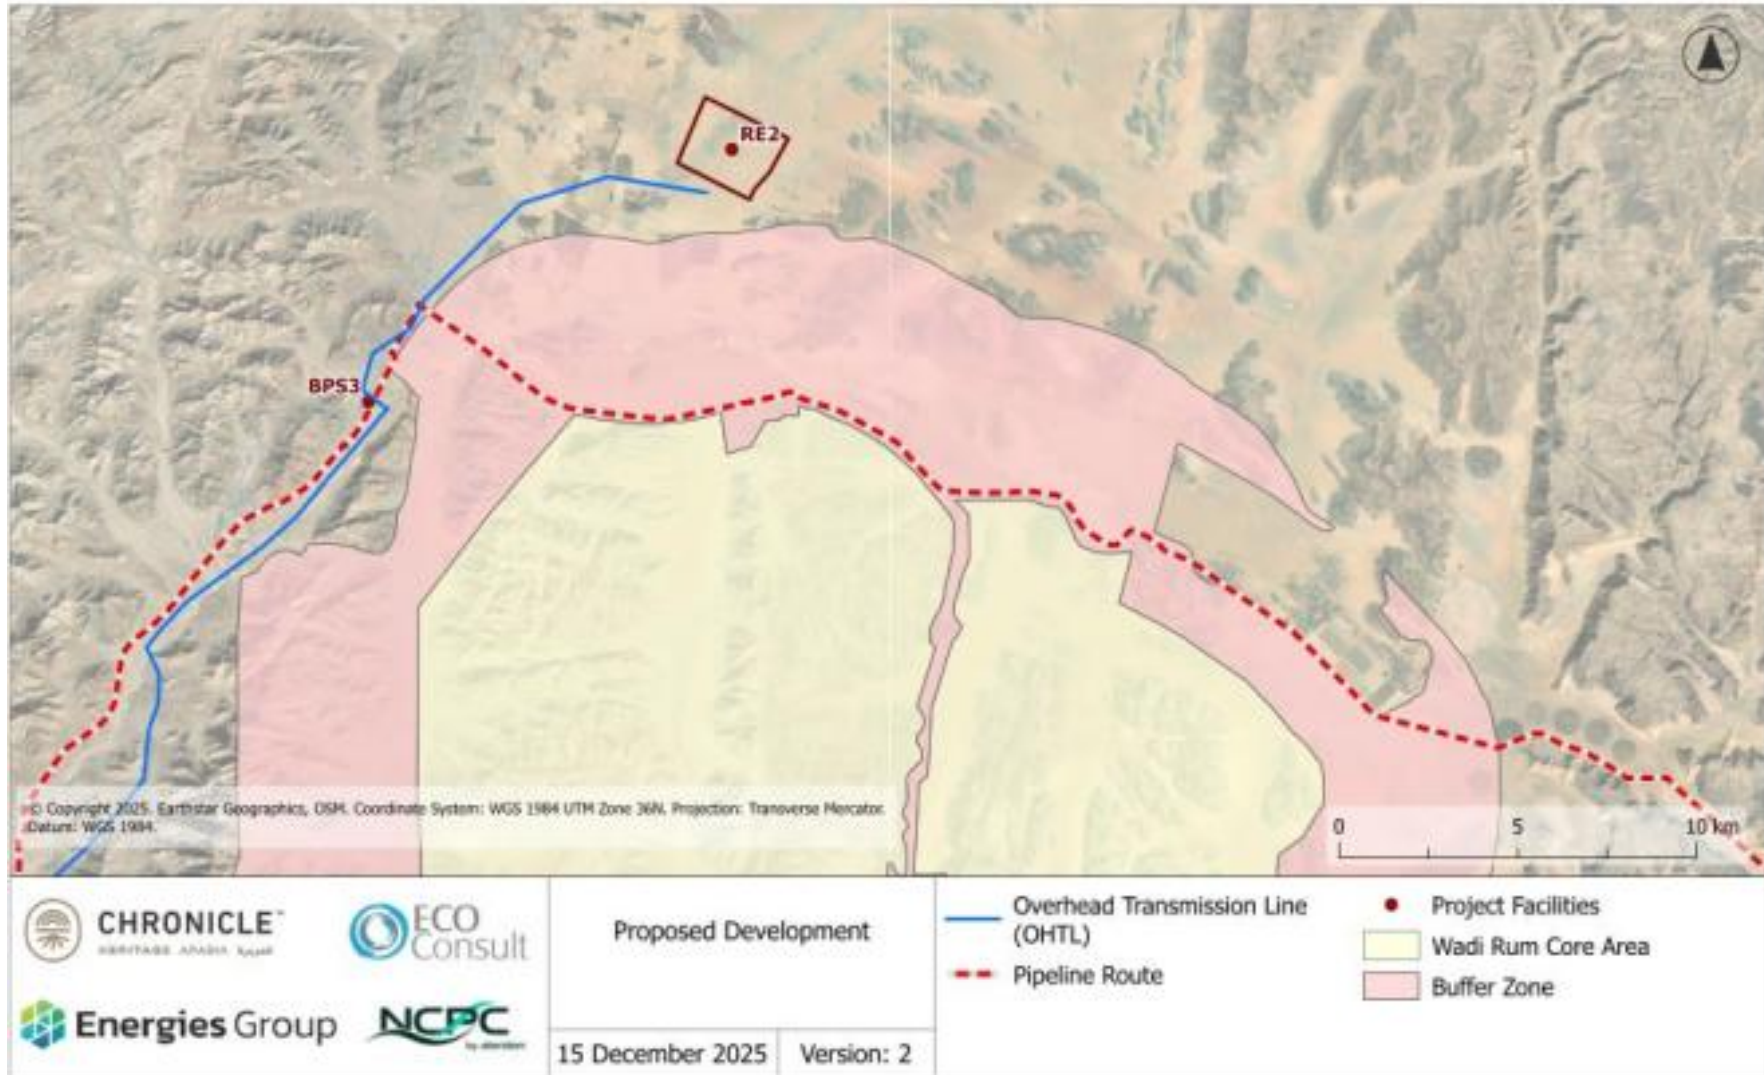 RE2
BPS3
© Copyright 2025. Earthstar Geographics, OSM. Coordinate System: WGS 1984 UTM Zone 36N. Projection: Transverse Mercator.
Datum: WGS 1984.
0 5 10 km
CHRONICLE
HERITAGE ARABIA
ECO
Consult
Energies Group
NCPC
Proposed Development
15 December 2025
Version: 2
Overhead Transmission Line
(OHTL)
Pipeline Route
Project Facilities
Wadi Rum Core Area
Buffer Zone